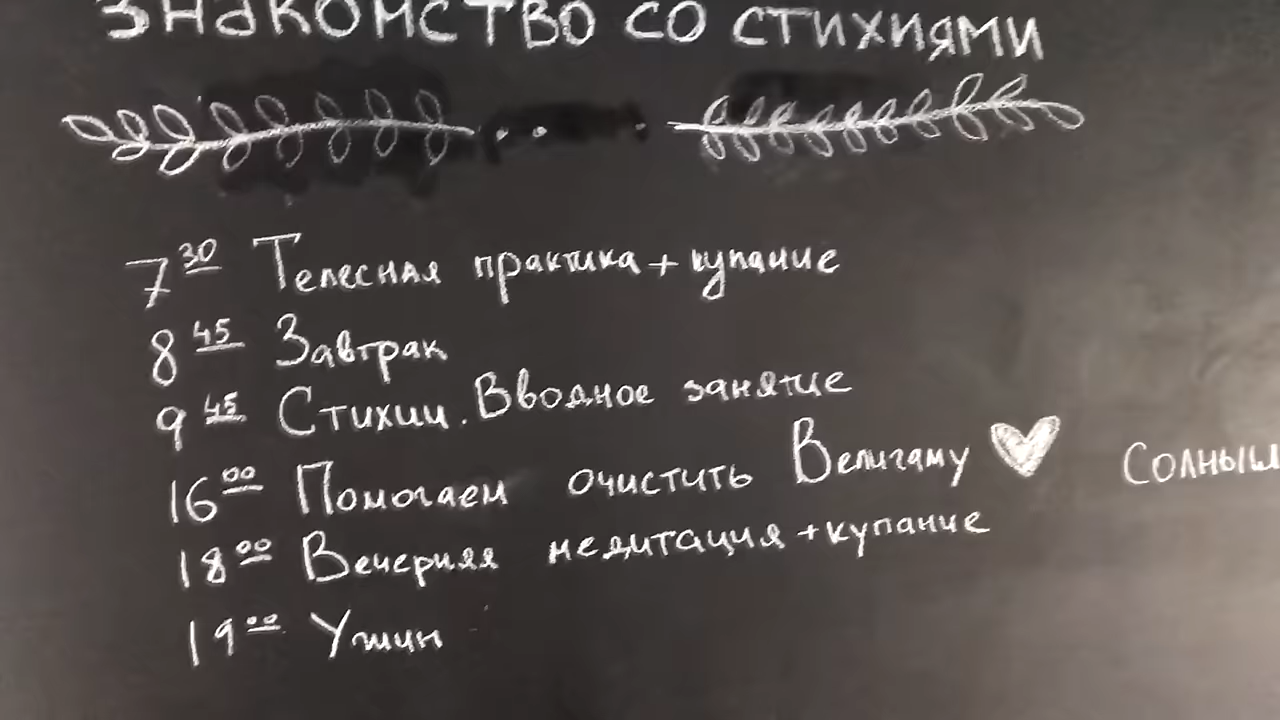 ЗНАКОМСТВО СО СТИХИЯМИ
7 30 Телесная практика + купание
8 45 Завтрак
9 45 Стихии. Вводное занятие
16 00 Помогаем очистить Велигаму
18 00 Вечерняя медитация + купание
19 00 Ужин